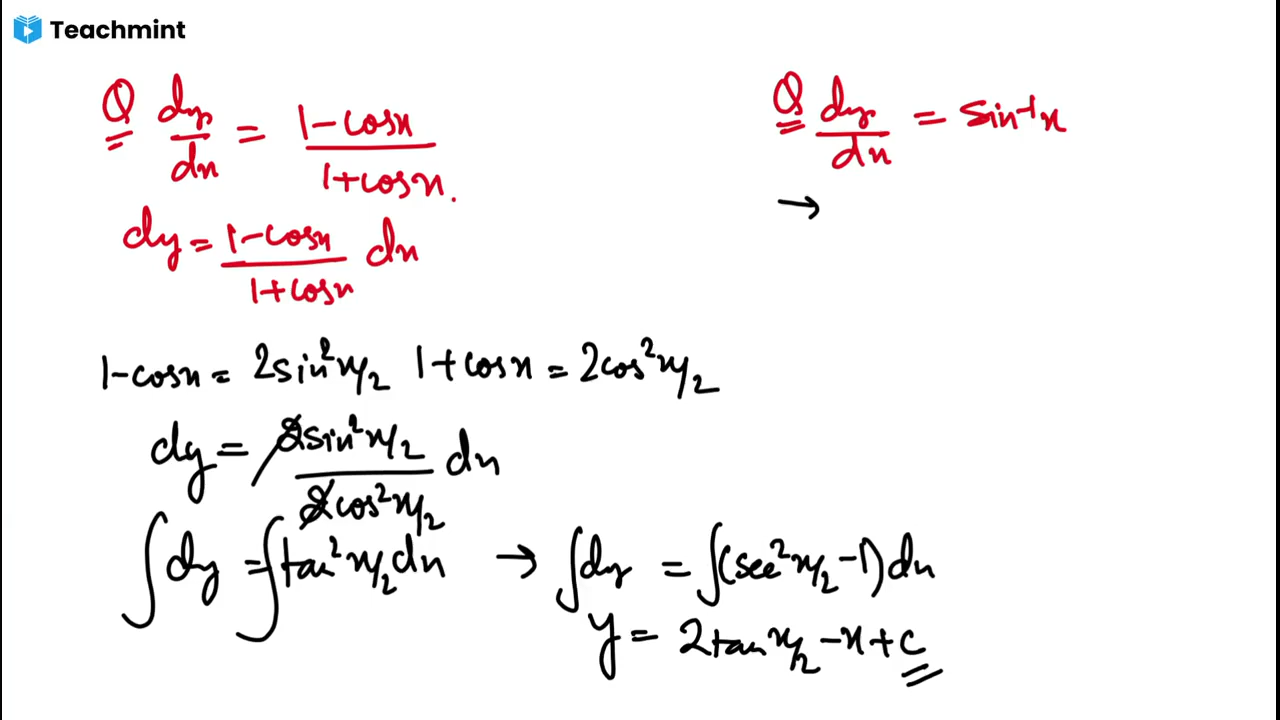 Teachmint
Q dy/dx = (1-cosx)/(1+cosx).
dy = (1-cosx)/(1+cosx) dx
1-cosx = 2sin²x/2 1+cosx = 2cos²x/2
dy = 2sin²x/2 / 2cos²x/2 dx
∫dy = ∫tan²x/2 dx → ∫dy = ∫(sec²x/2 -1)dx
y = 2tan x/2 - x + c
Q dy/dx = sin⁻¹x
→